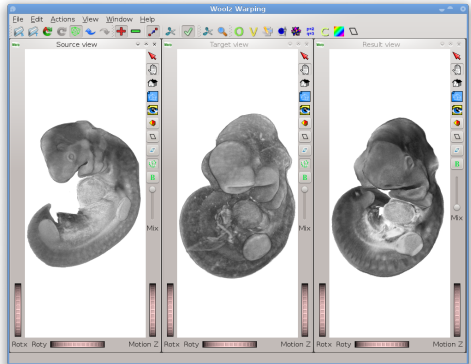 Woolz Warping
File Edit Actions View Window Help
Source view
Target view
Result view
Mix
Mix
Rotx Roty Motion Z
Rotx Roty Motion Z
Rotx Roty Motion Z